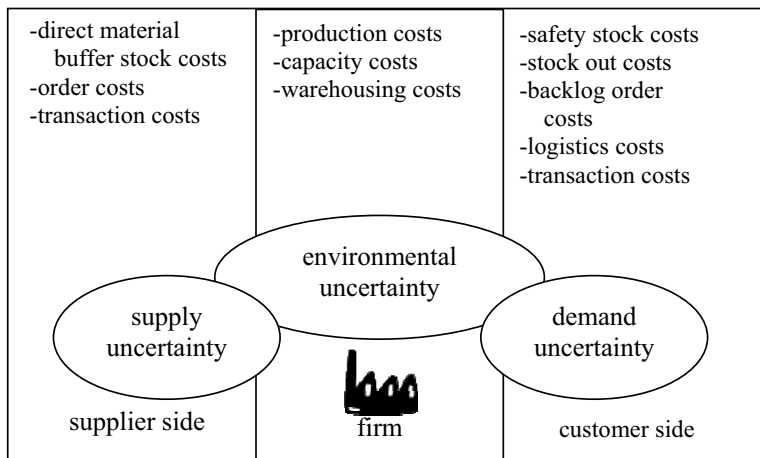 -direct material
buffer stock costs
-order costs
-transaction costs
-production costs
-capacity costs
-warehousing costs
-safety stock costs
-stock out costs
-backlog order
costs
-logistics costs
-transaction costs
environmental
uncertainty
supply
uncertainty
demand
uncertainty
supplier side
firm
customer side